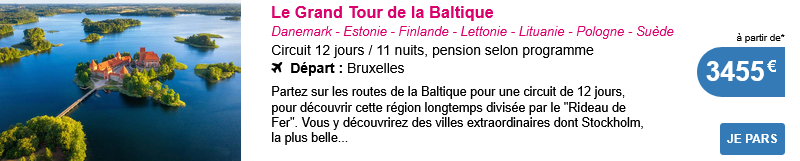 Le Grand Tour de la Baltique
Danemark - Estonie - Finlande - Lettonie - Lituanie - Pologne - Suède
Circuit 12 jours / 11 nuits, pension selon programme
Départ : Bruxelles
Partez sur les routes de la Baltique pour une circuit de 12 jours,
pour découvrir cette région longtemps divisée par le "Rideau de
Fer". Vous y découvrirez des villes extraordinaires dont Stockholm,
la plus belle...
à partir de*
3455€
JE PARS